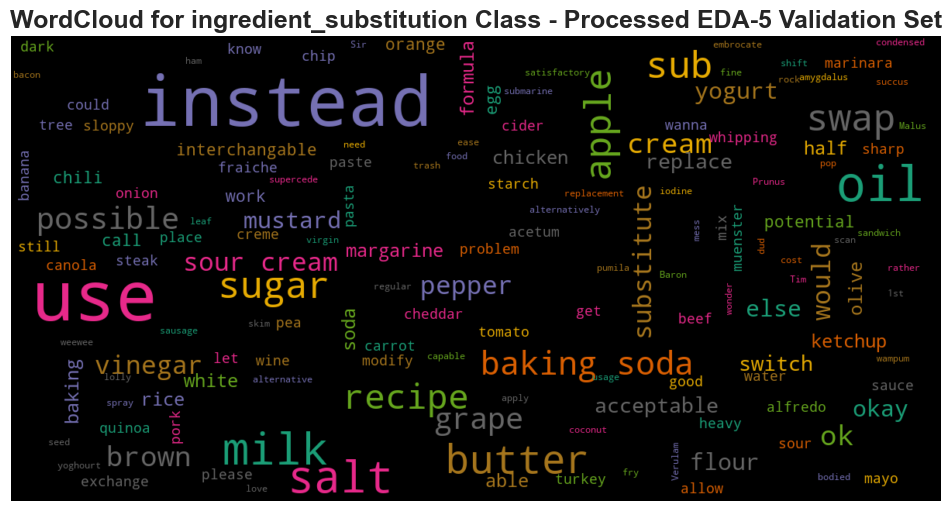 WordCloud for ingredient_substitution Class - Processed EDA-5 Validation Set
dark
bacon
know
ham
chip
Sir
orange
formula
egg
satisfactory
submarine
sub
embrocate
condensed
yogurt
shift
fine
marinara
rock
amygdalus
succus
instead
could
tree
sloppy
apple
cider
wanna
whipping
swap
Malus
banana
interchangable
fraiche
need
paste
ease
food
trash
chicken
cream
replace
half
sharp
pop
chili
onion
supercede
work
starch
replacement
iodine
Prunus
oil
possible
leaf
mustard
pasta
alternatively
substitute
mess
mix
muenster
potential
sandwich
still
call
place
creme
virgin
margarine
problem
dud
scan
would
olive
canola
steak
sour cream
pumila
Baron
cost
Tim
rather
use
sugar
regular
pepper
wonder
else
1st
sausage
skim
pea
soda
cheddar
get
beef
tomato
weewee
carrot
ketchup
vinegar
let
wine
modify
capable
baking soda
usage
switch
wampum
good
water
lolly
white
alternative
baking
spray
rice
recipe
apply
grape
acceptable
alfredo
okay
sauce
quinoa
pork
coconut
heavy
seed
brown
milk
butter
sour
ok
yoghourt
exchange
please
love
salt
able
turkey
fry
Verulam
flour
allow
bodied
mayo